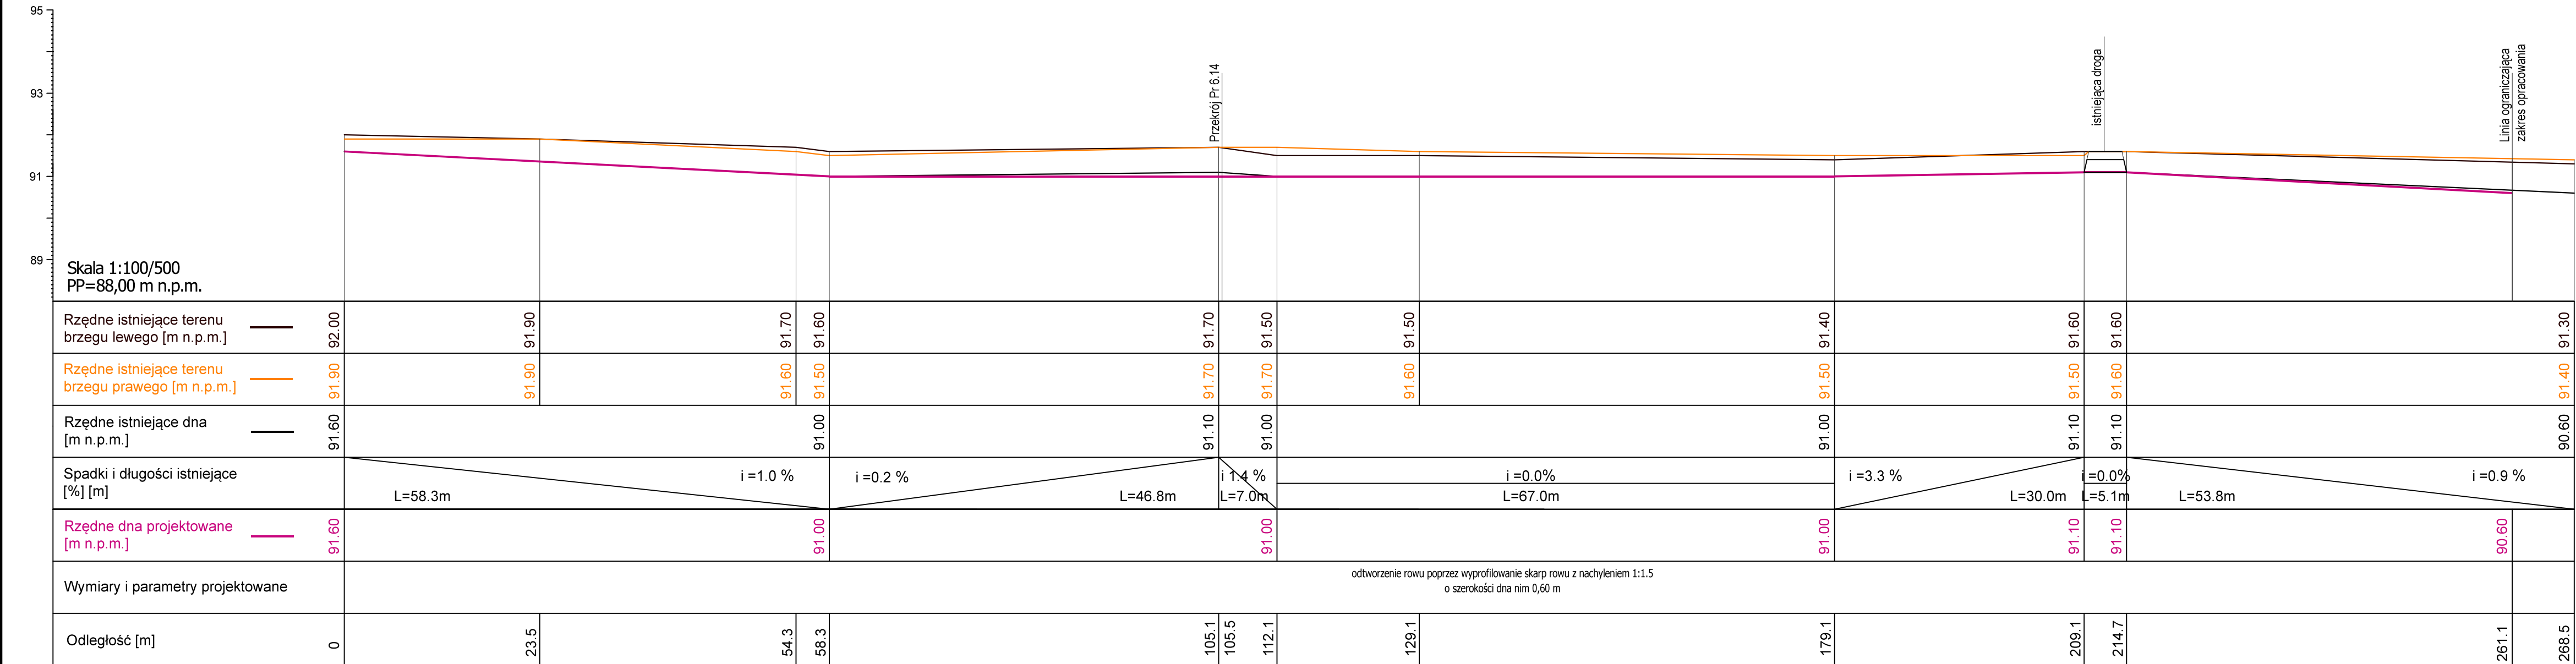 95
93
91
89
Przekrój Pr 6.14
istniejąca droga
Linia ograniczająca
zakres opracowania
Skala 1:100/500
PP=88,00 m n.p.m.
Rzędne istniejące terenu
brzegu lewego [m n.p.m.]
92.00 91.90 91.70 91.60 91.70 91.50 91.50 91.40 91.60 91.60 91.30
Rzędne istniejące terenu
brzegu prawego [m n.p.m.]
91.90 91.90 91.60 91.50 91.70 91.70 91.60 91.50 91.50 91.60 91.40
Rzędne istniejące dna
[m n.p.m.]
91.60 91.00 91.10 91.00 91.00 91.10 91.10 90.60
Spadki i długości istniejące
[%] [m]
i =1.0 % i =0.2 % i 1.4 % i =0.0% i =3.3 % i =0.0% i =0.9 %
L=58.3m L=46.8m L=7.0m L=67.0m L=30.0m L=5.1m L=53.8m
Rzędne dna projektowane
[m n.p.m.]
91.60 91.00 91.00 91.00 91.10 91.10 90.60
Wymiary i parametry projektowane
odtworzenie rowu poprzez wyprofilowanie skarp rowu z nachyleniem 1:1.5
o szerokości dna nim 0,60 m
Odległość [m]
0 23.5 54.3 58.3 105.1 105.5 112.1 129.1 179.1 209.1 214.7 261.1 268.5